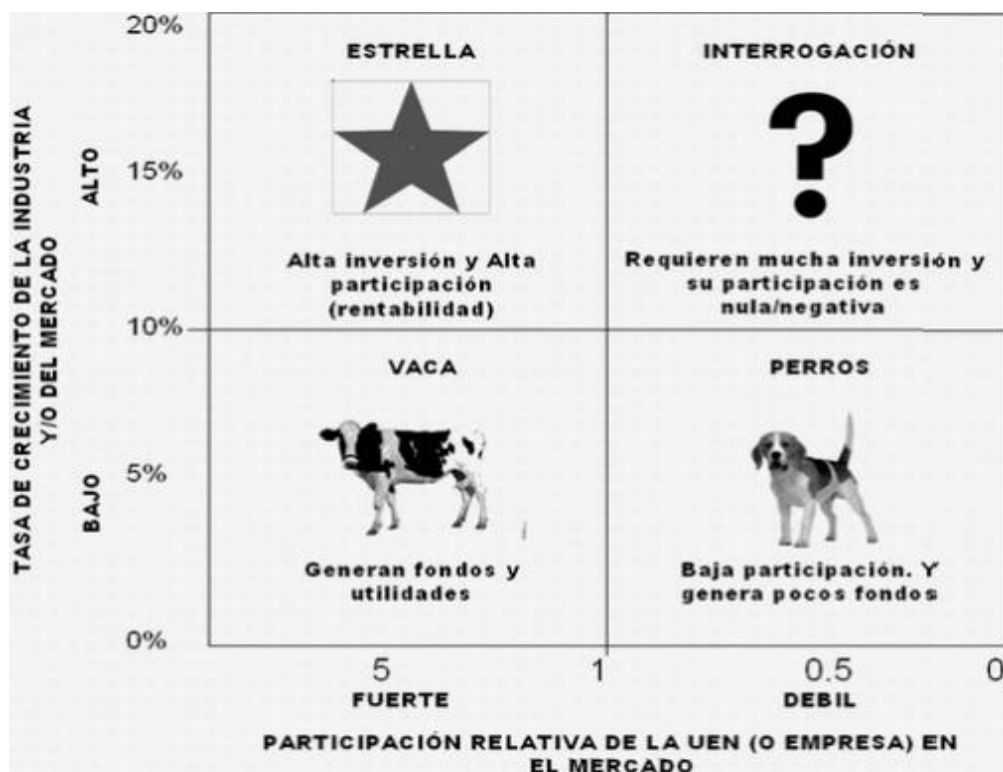 TASA DE CRECIMIENTO DE LA INDUSTRIA
Y/O DEL MERCADO
ALTO
BAJO
20%
15%
10%
5%
0%
ESTRELLA
Alta inversión y Alta
participación
(rentabilidad)
INTERROGACIÓN
?
Requieren mucha inversión y
su participación es
nula/negativa
VACA
Generan fondos y
utilidades
PERROS
Baja participación. Y
genera pocos fondos
5
1
0.5
0
FUERTE
DEBIL
PARTICIPACIÓN RELATIVA DE LA UEN (O EMPRESA) EN
EL MERCADO